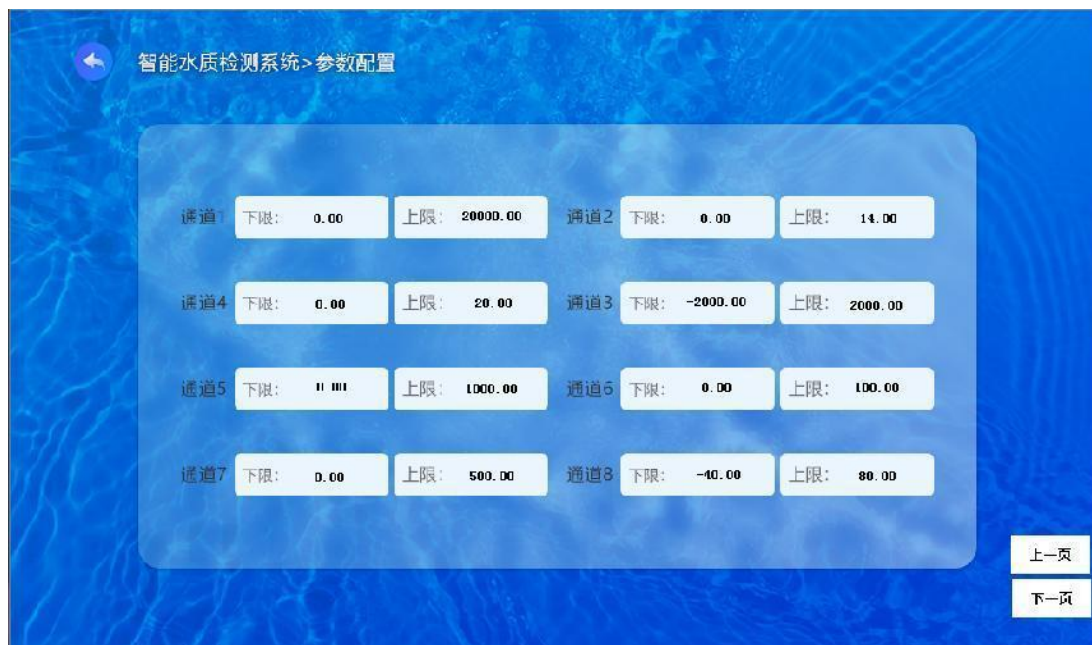 智能水质检测系统>参数配置
通道1 下限： 0.00 上限： 20000.00 通道2 下限： 0.00 上限： 14.00
通道4 下限： 0.00 上限： 20.00 通道3 下限： -2000.00 上限： 2000.00
通道5 下限： 上限： 1000.00 通道6 下限： 0.00 上限： 100.00
通道7 下限： 0.00 上限： 500.00 通道8 下限： -40.00 上限： 80.00
上一页
下一页